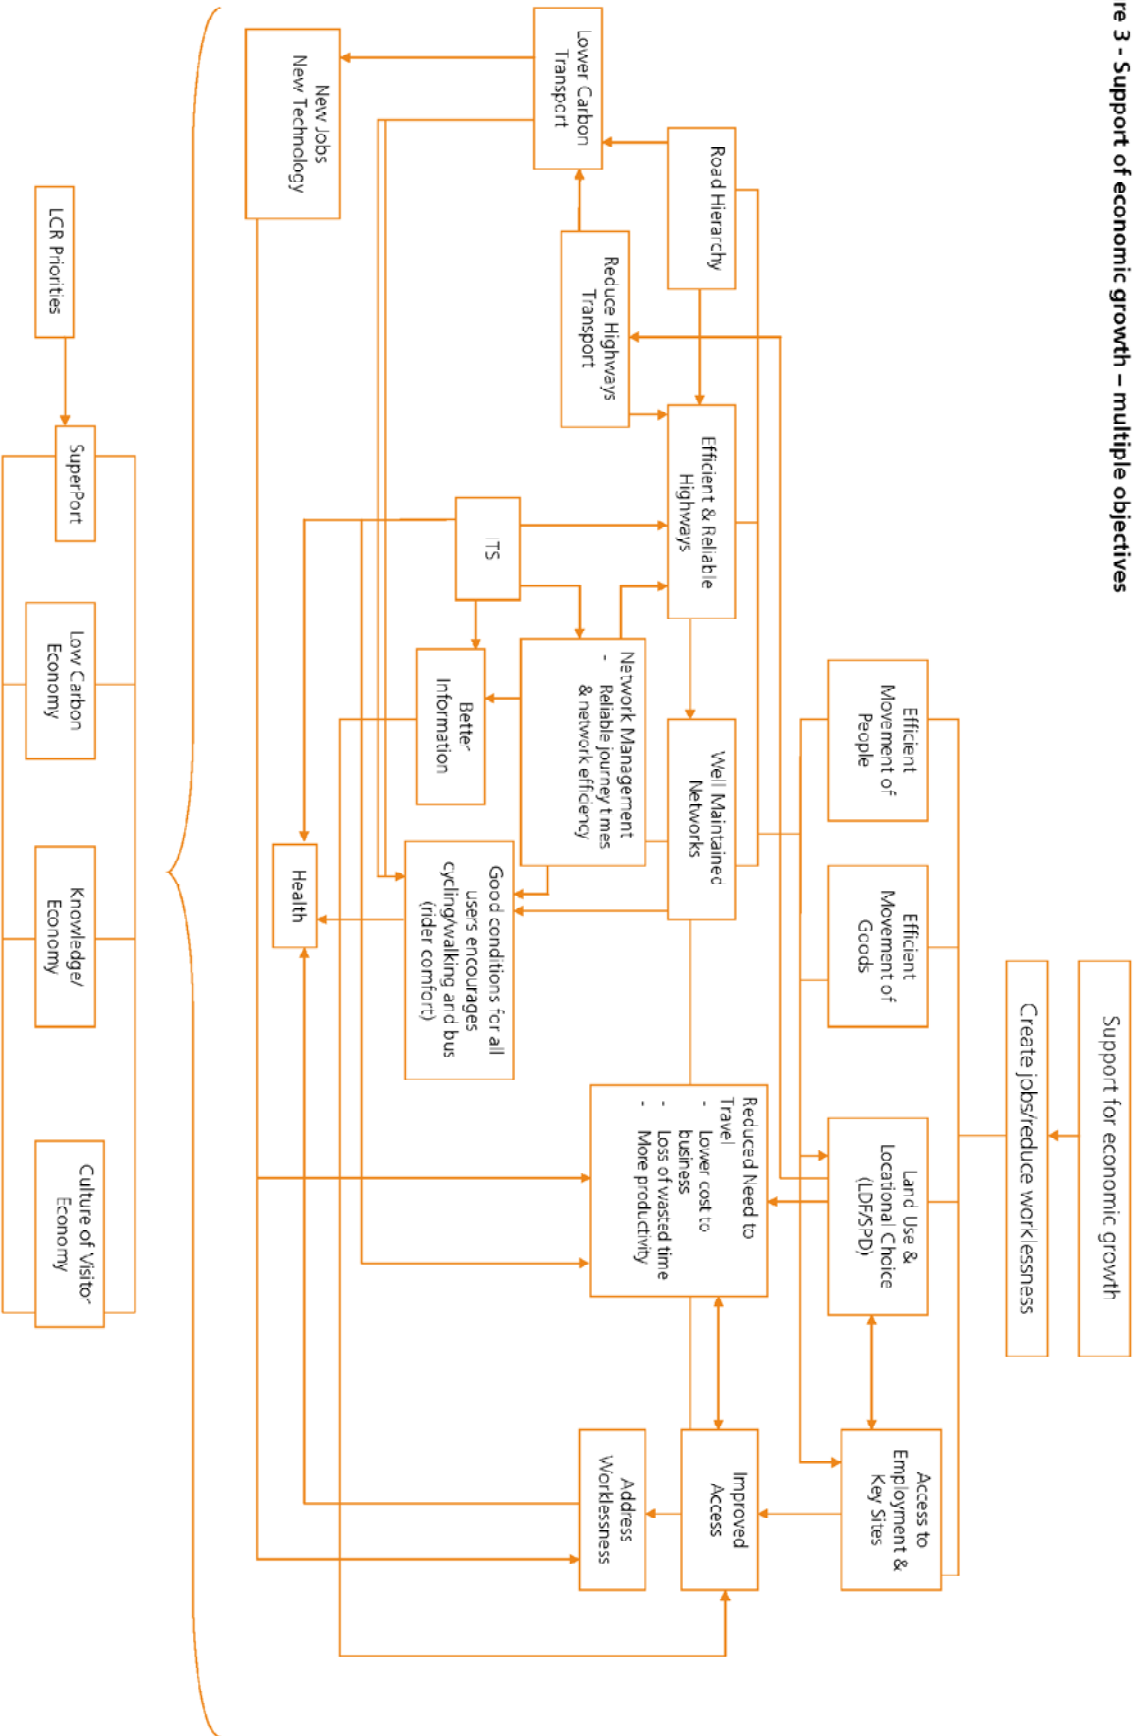 re 3 - Support of economic growth – multiple objectives
Support for economic growth
Create jobs/reduce worklessness
Efficient
Movement of
People
Efficient
Movement of
Goods
Land Use &
Locational Choice
(LDF/SPD)
Access to
Employment &
Key Sites
Road Hierarchy
Efficient & Reliable
Highways
Well Maintained
Networks
Reduced Need to
Travel
- Lower cost to
business
- Loss of wasted time
- More productivity
Improved
Access
Lower Carbon
Transport
Reduce Highways
Transport
Network Management
- Reliable journey times
& network efficiency
Address
Worklessness
TS
Better
Information
Good conditions for all
users encourages
cycling/walking and bus
(rider comfort)
New Jobs
New Technology
Health
LCR Priorities
SuperPort
Low Carbon
Economy
Knowledge/
Economy
Culture of Visitor
Economy